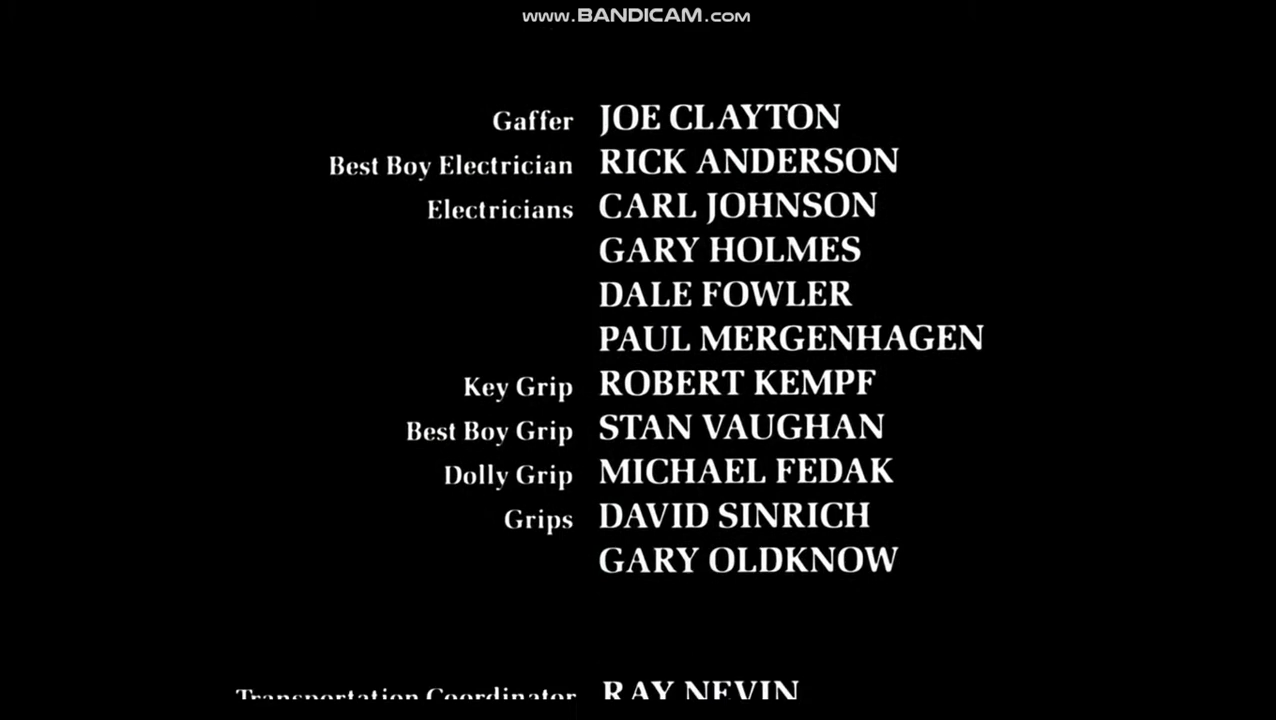 www.BANDICAM.com
Gaffer JOE CLAYTON
Best Boy Electrician RICK ANDERSON
Electricians CARL JOHNSON
GARY HOLMES
DALE FOWLER
PAUL MERGENHAGEN
Key Grip ROBERT KEMPF
Best Boy Grip STAN VAUGHAN
Dolly Grip MICHAEL FEDAK
Grips DAVID SINRICH
GARY OLDKNOW
Transportation Coordinator RAY NEVIN